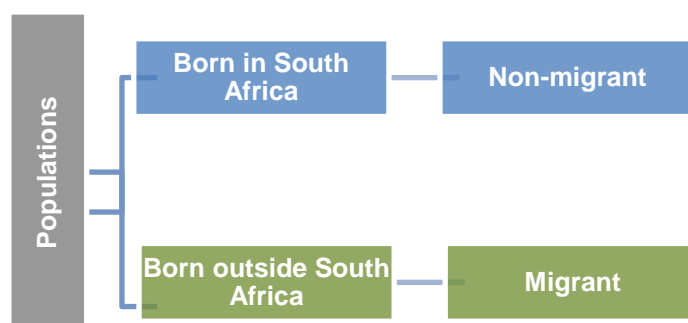 Populations
Born in South
Africa
Non-migrant
Born outside South
Africa
Migrant